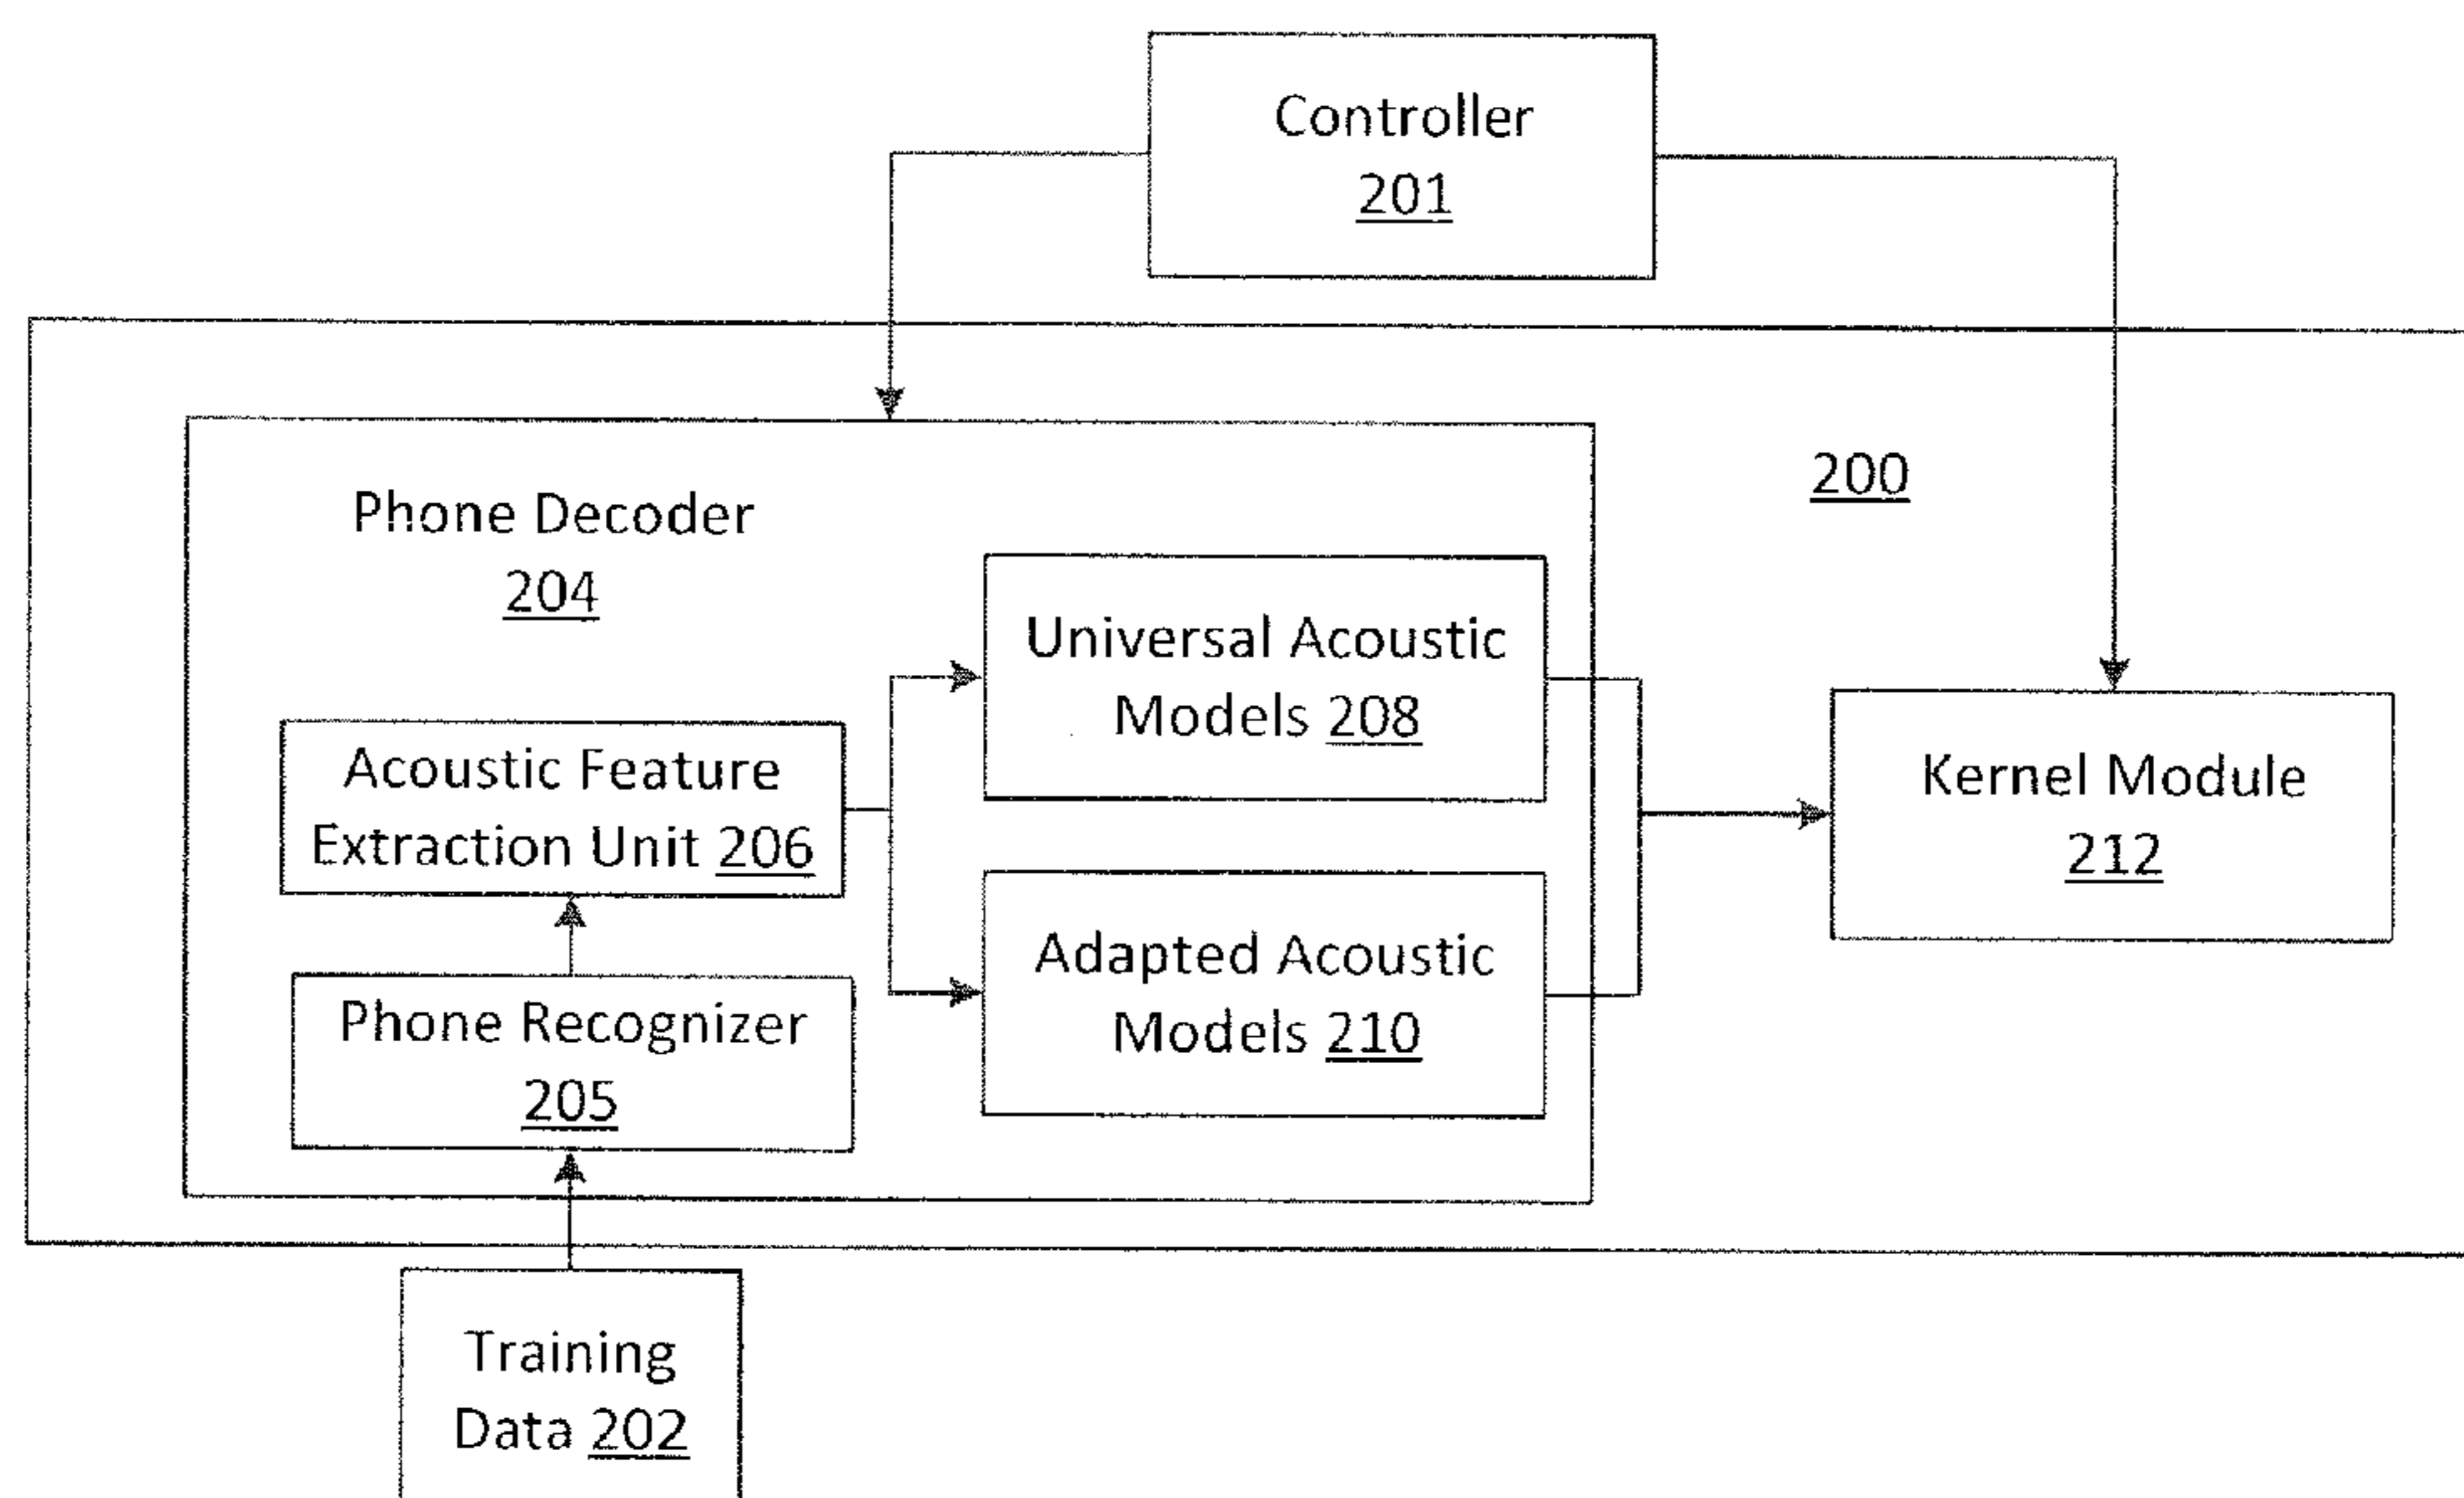 Controller
201
200
Phone Decoder
204
Universal Acoustic
Models 208
Acoustic Feature
Extraction Unit 206
Kernel Module
212
Adapted Acoustic
Models 210
Phone Recognizer
205
Training
Data 202